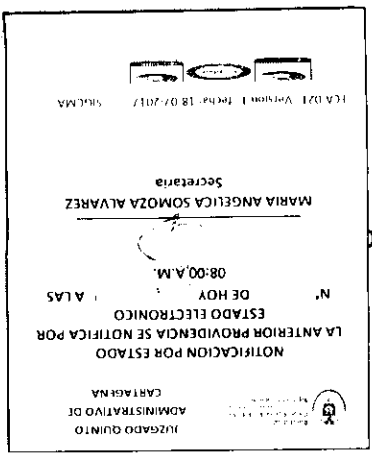 JUZGADO QUINTO
ADMINISTRATIVO DE
CARTAGENA
NOTIFICACION POR ESTADO
LA ANTERIOR PROVIDENCIA SE NOTIFICA POR
ESTADO ELECTRONICO
N° DE HOY A LAS
08:00 A.M.
MARIA ANGELICA SOMOZA ALVAREZ
Secretaria
FCA 021 Version 1 fecha: 18-07-2017 SIGCMA